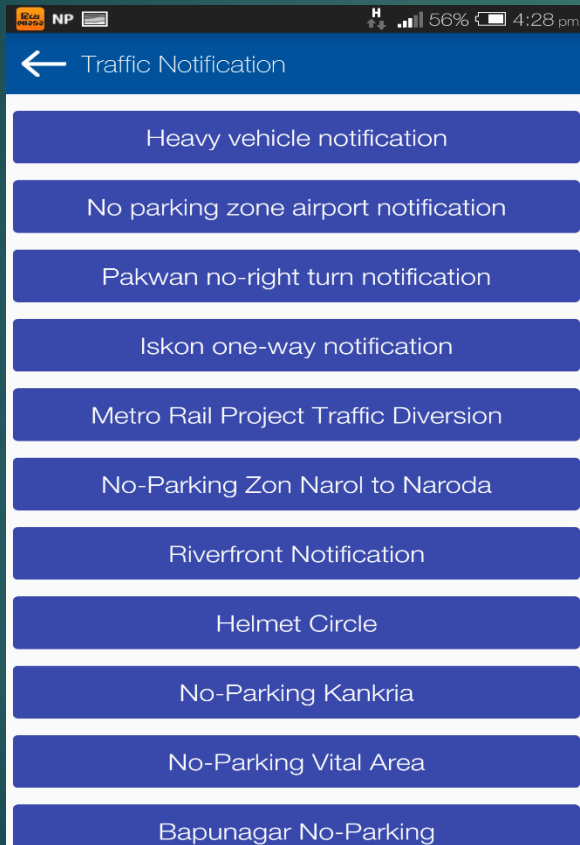 દિવ્ય
ભાસ્કર
NP
H
56%
4:28 pm
Traffic Notification
Heavy vehicle notification
No parking zone airport notification
Pakwan no-right turn notification
Iskon one-way notification
Metro Rail Project Traffic Diversion
No-Parking Zon Narol to Naroda
Riverfront Notification
Helmet Circle
No-Parking Kankria
No-Parking Vital Area
Bapunagar No-Parking